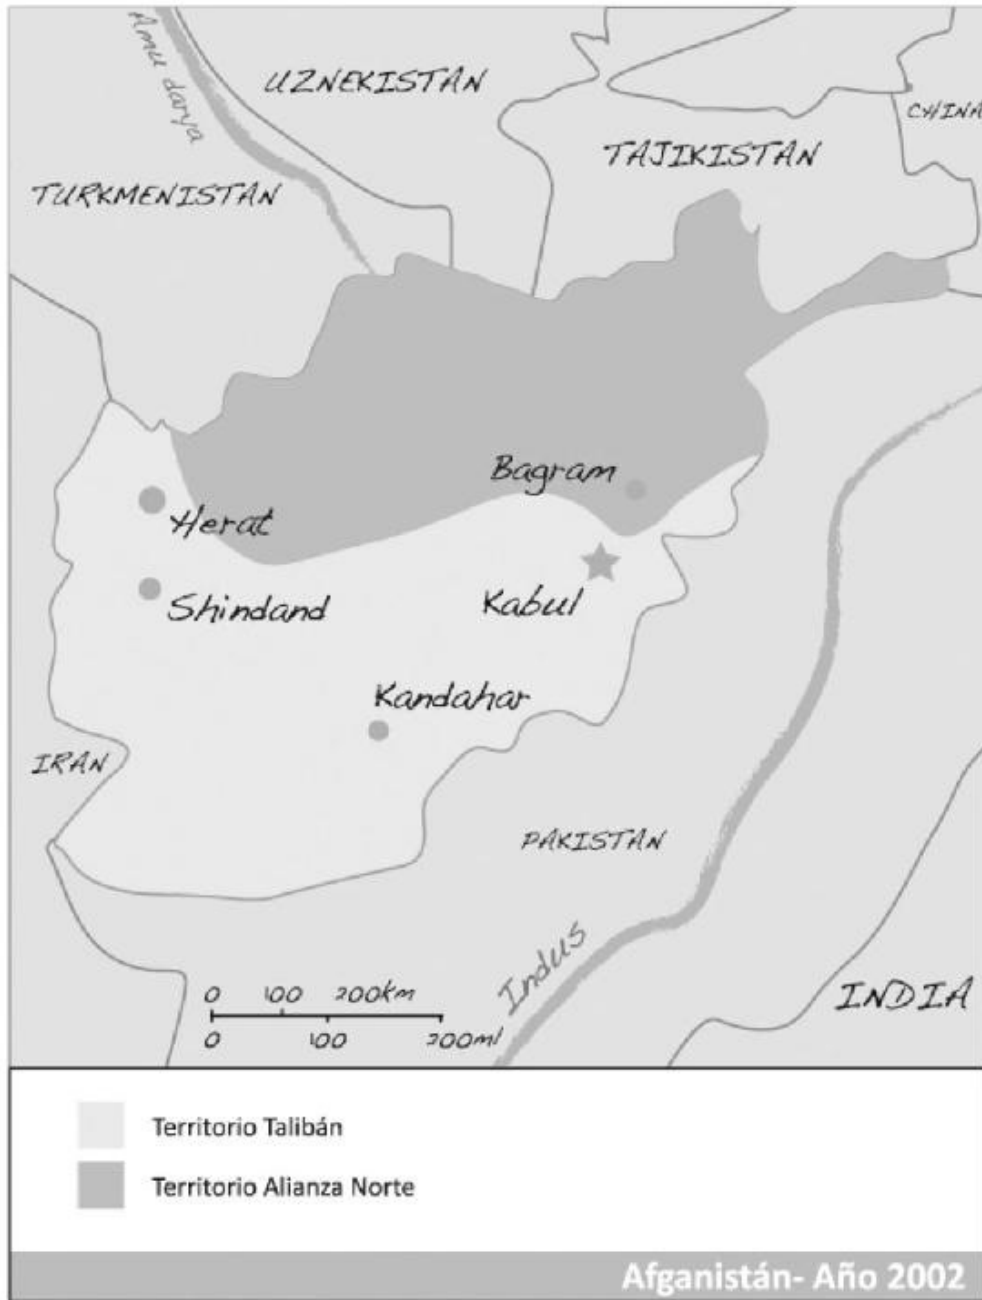 Amu darya
UZNEKISTAN
CHINA
TAJIKISTAN
TURKMENISTAN
Bagram
Herat
Kabul
Shindand
Kandahar
IRAN
PAKISTAN
Indus
INDIA
0 100 200km
0 100 200ml
Territorio Talibán
Territorio Alianza Norte
Afganistán- Año 2002